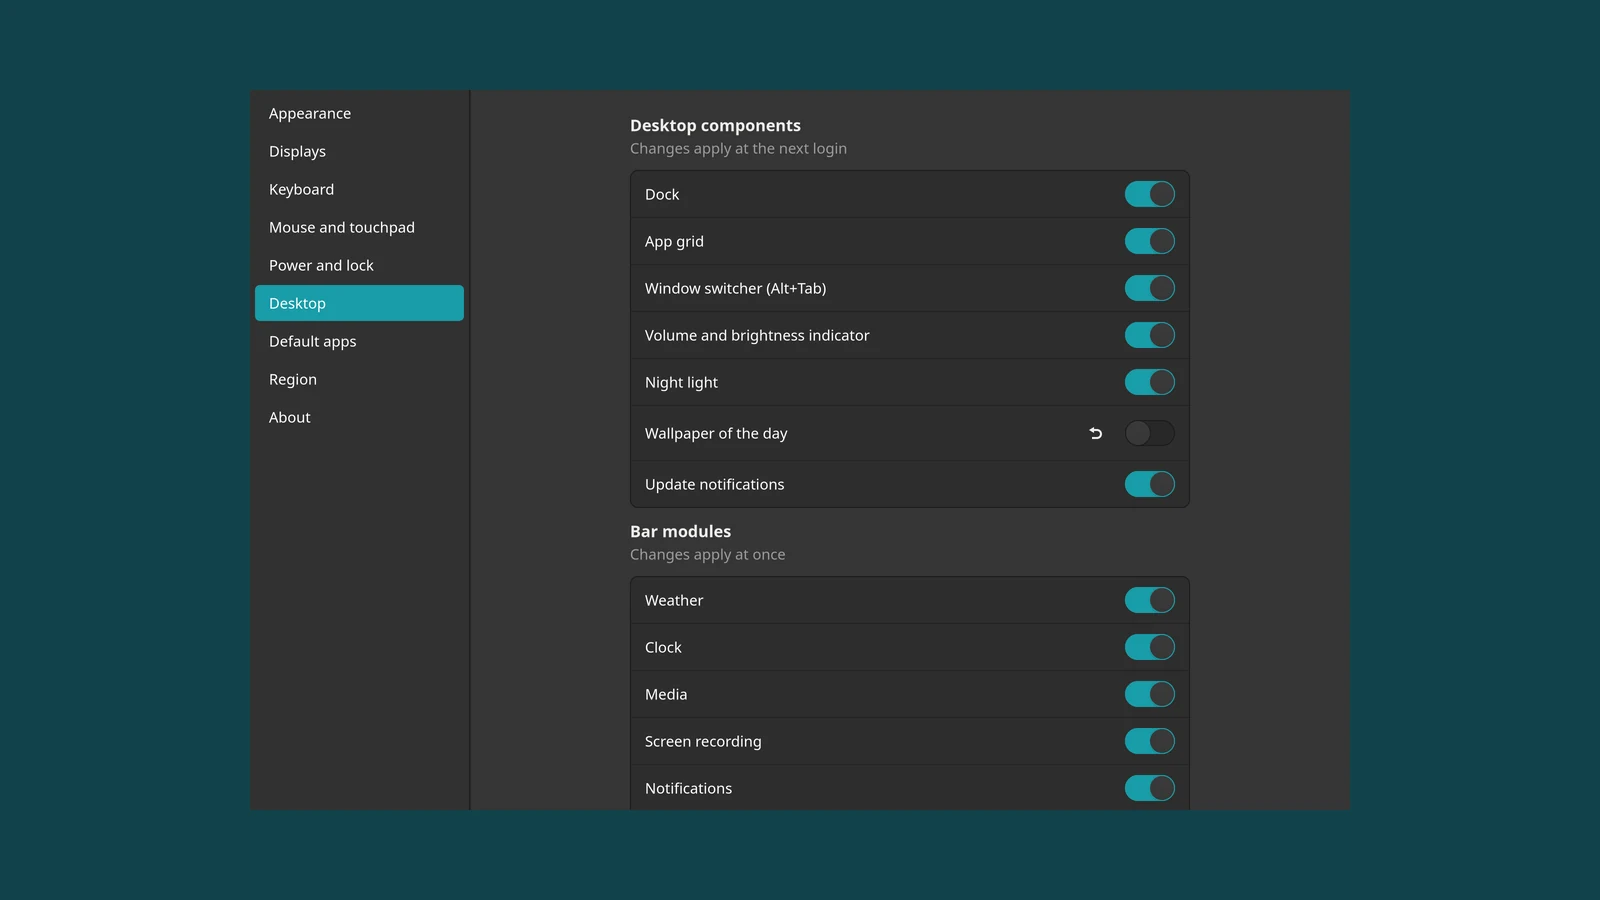 Appearance
Displays
Keyboard
Mouse and touchpad
Power and lock
Desktop
Default apps
Region
About
Desktop components
Changes apply at the next login
Dock
App grid
Window switcher (Alt+Tab)
Volume and brightness indicator
Night light
Wallpaper of the day
Update notifications
Bar modules
Changes apply at once
Weather
Clock
Media
Screen recording
Notifications